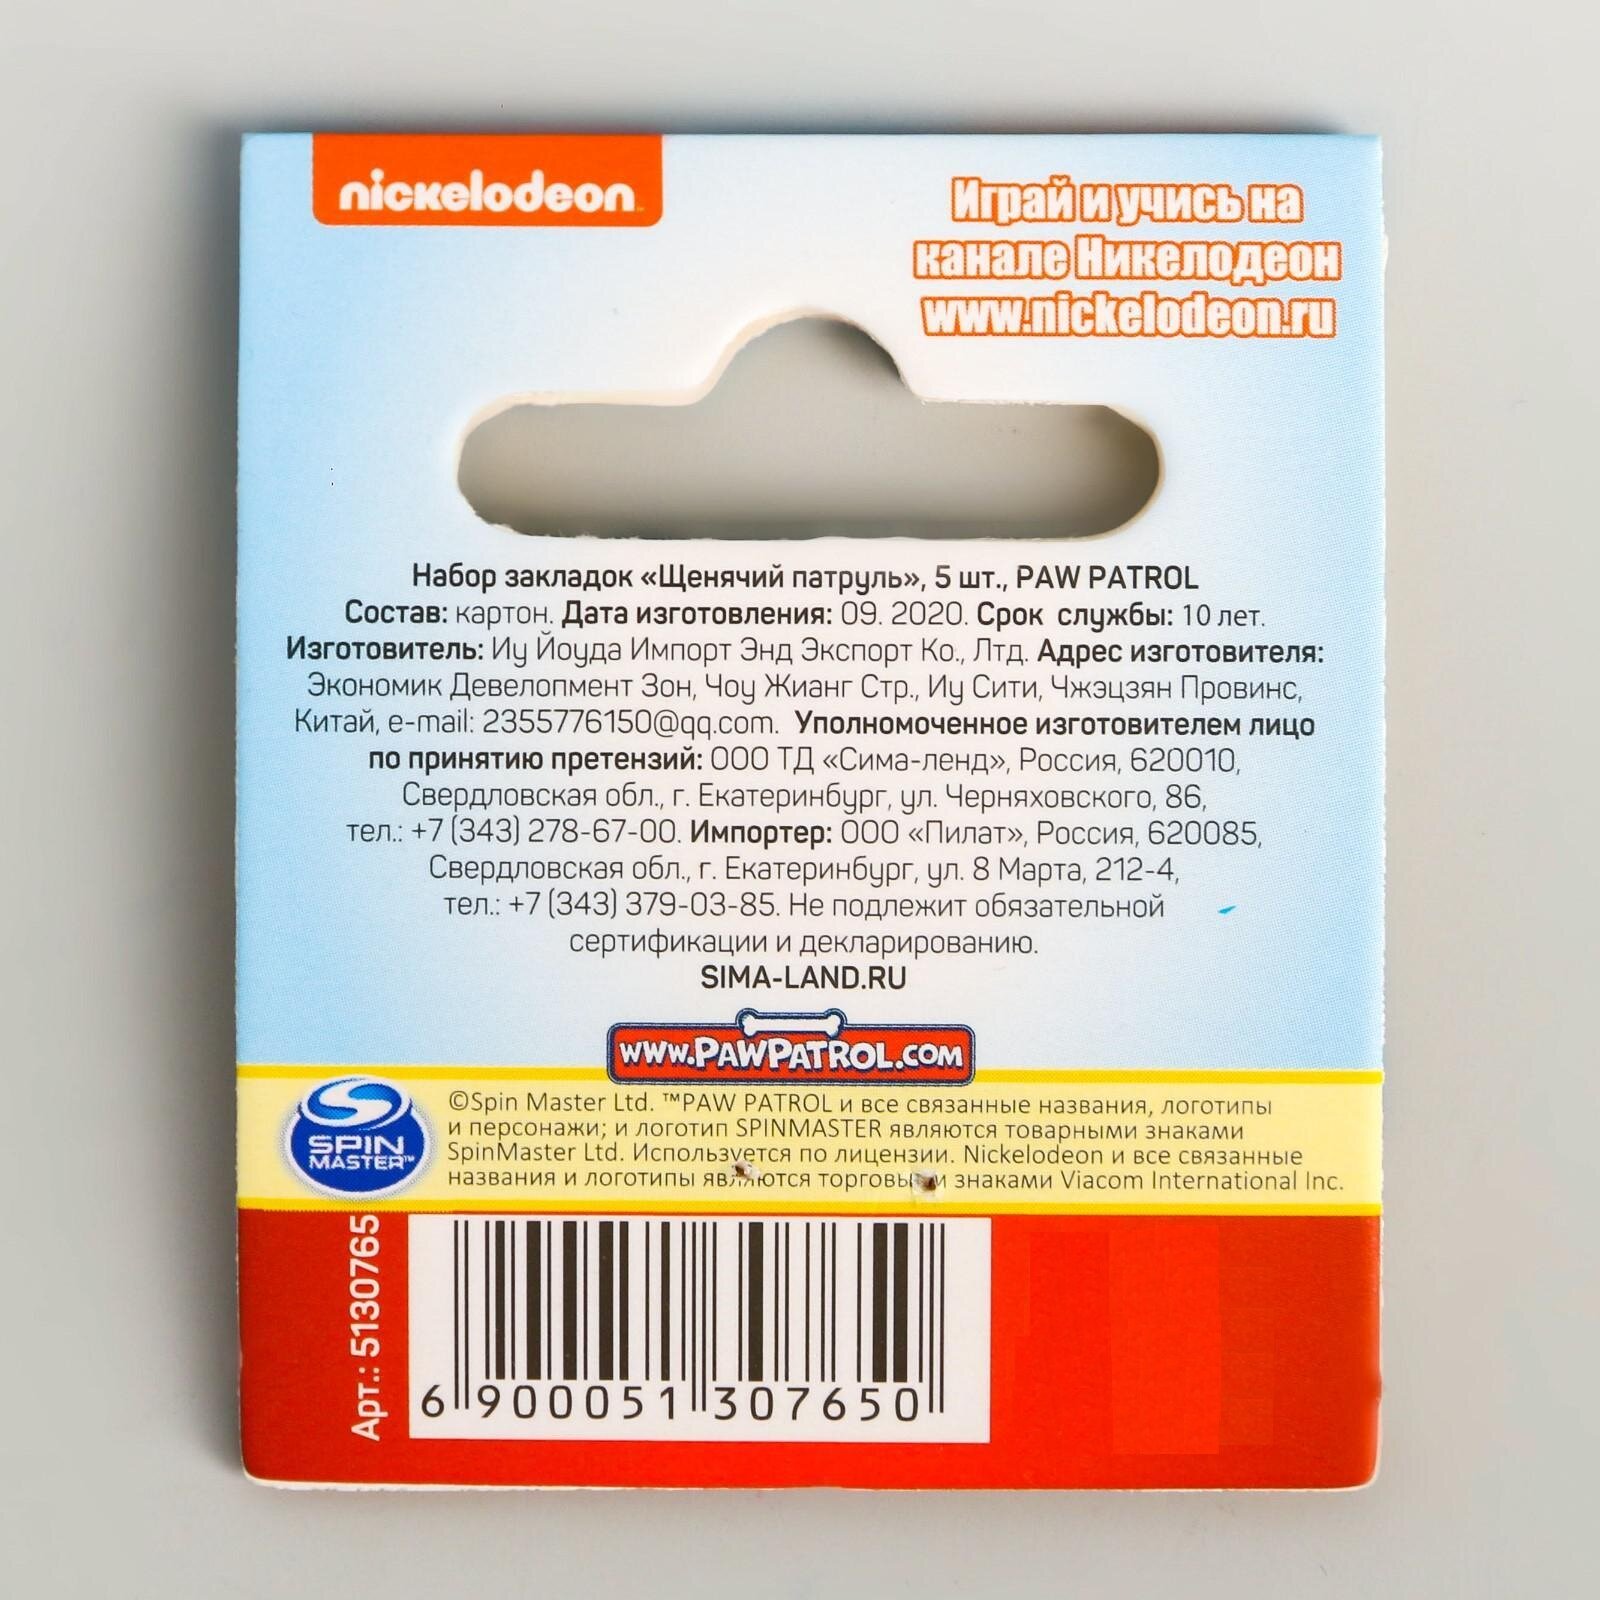 nickelodeon
Играй и учись на
канале Никелодеон
www.nickelodeon.ru
Набор закладок «Щенячий патруль», 5 шт., PAW PATROL
Состав: картон. Дата изготовления: 09. 2020. Срок службы: 10 лет.
Изготовитель: Иу Йоуда Импорт Энд Экспорт Ко., Лтд. Адрес изготовителя:
Экономик Девелопмент Зон, Чоу Жианг Стр., Иу Сити, Чжэцзян Провинс,
Китай, e-mail: 2355776150@qq.com. Уполномоченное изготовителем лицо
по принятию претензий: ООО ТД «Сима-ленд», Россия, 620010,
Свердловская обл., г. Екатеринбург, ул. Черняховского, 86,
тел.: +7 (343) 278-67-00. Импортер: ООО «Пилат», Россия, 620085,
Свердловская обл., г. Екатеринбург, ул. 8 Марта, 212-4,
тел.: +7 (343) 379-03-85. Не подлежит обязательной
сертификации и декларированию.
SIMA-LAND.RU
www.PAWPATROL.COM
SPIN
MASTER™
©Spin Master Ltd. ™PAW PATROL и все связанные названия, логотипы
и персонажи; и логотип SPINMASTER являются товарными знаками
SpinMaster Ltd. Используется по лицензии. Nickelodeon и все связанные
названия и логотипы являются торговыми знаками Viacom International Inc.
Арт.: 5130765
6 900051 307650